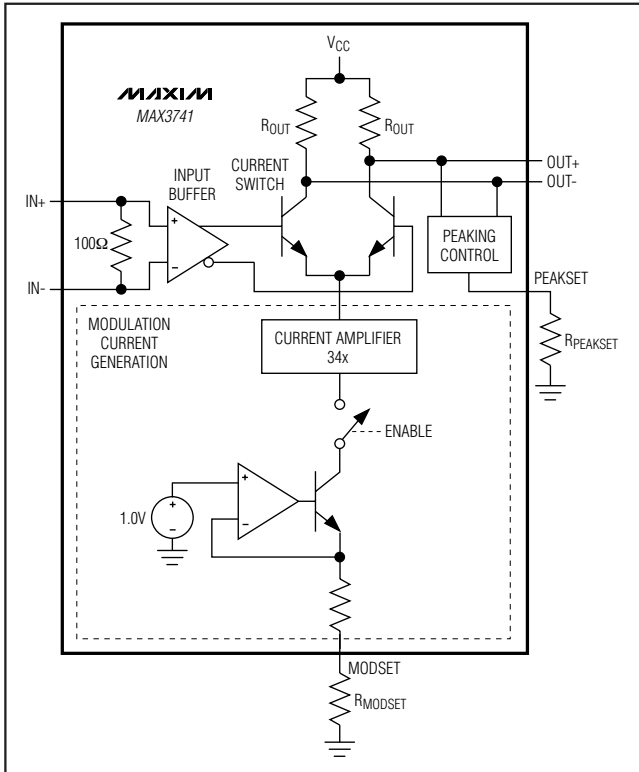 VCC
MAXIM
MAX3741
ROUT
ROUT
INPUT
BUFFER
CURRENT
SWITCH
OUT+
OUT-
IN+
100Ω
+
-
IN-
PEAKING
CONTROL
PEAKSET
RPEAKSET
MODULATION
CURRENT
GENERATION
CURRENT AMPLIFIER
34x
ENABLE
1.0V
+
-
+
-
MODSET
RMODSET